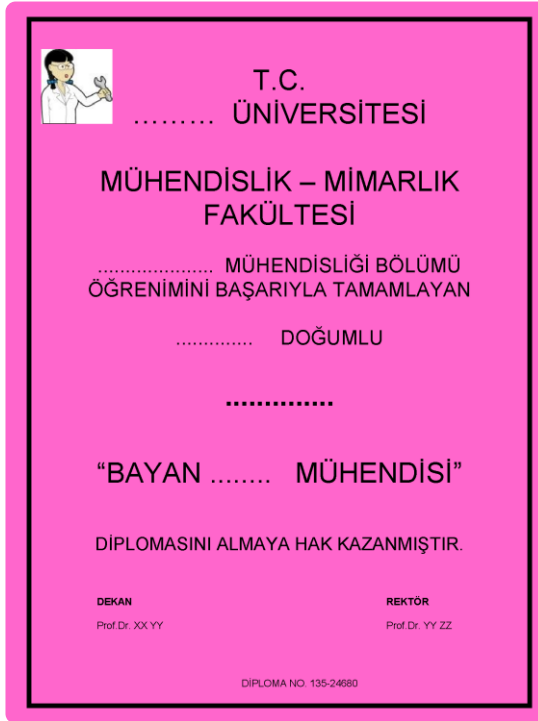 T.C.
……… ÜNİVERSİTESİ
MÜHENDİSLİK – MİMARLIK
FAKÜLTESİ
..................... MÜHENDİSLİĞİ BÖLÜMÜ
ÖĞRENİMİNİ BAŞARIYLA TAMAMLAYAN
.............. DOĞUMLU
..............
“BAYAN ........ MÜHENDİSİ”
DİPLOMASINI ALMAYA HAK KAZANMIŞTIR.
DEKAN REKTÖR
Prof.Dr. XX YY Prof.Dr. YY ZZ
DİPLOMA NO. 135-24680